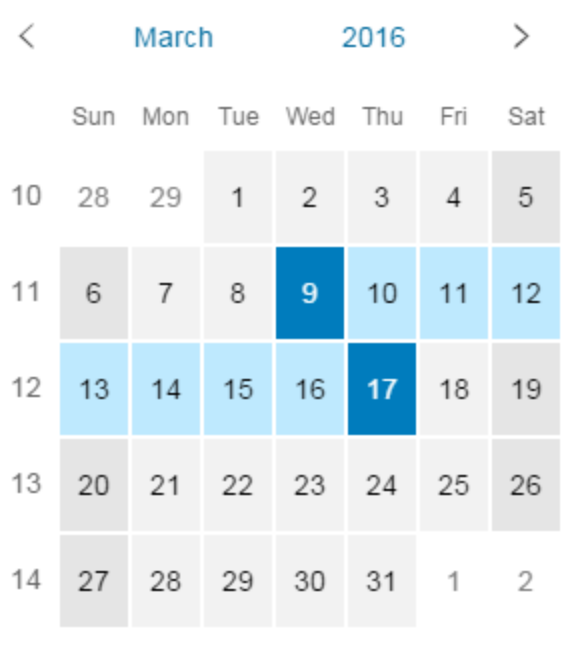 < March 2016 >
Sun Mon Tue Wed Thu Fri Sat
10 28 29 1 2 3 4 5
11 6 7 8 9 10 11 12
12 13 14 15 16 17 18 19
13 20 21 22 23 24 25 26
14 27 28 29 30 31 1 2